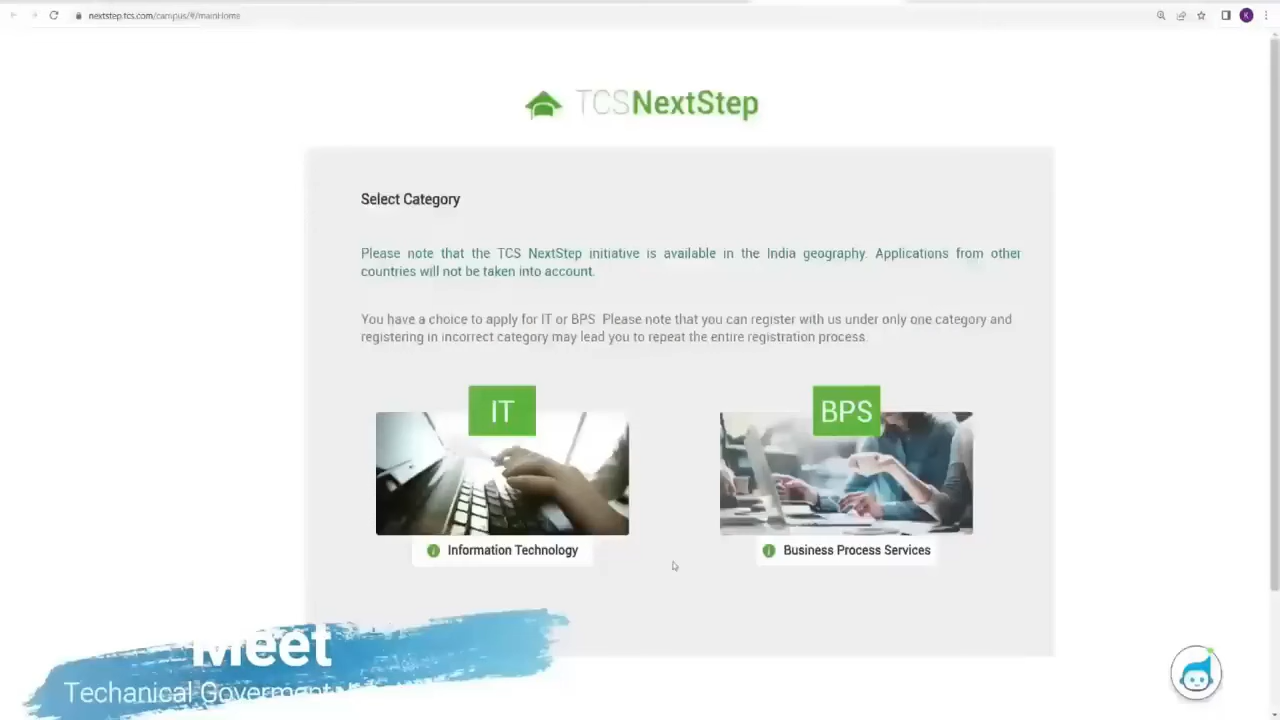 nextstep.tcs.com/campus/#/mainHome
TCS NextStep
Select Category
Please note that the TCS NextStep initiative is available in the India geography. Applications from other
countries will not be taken into account.
You have a choice to apply for IT or BPS. Please note that you can register with us under only one category and
registering in incorrect category may lead you to repeat the entire registration process.
IT
BPS
Information Technology
Business Process Services
Meet
Techanical Goverment